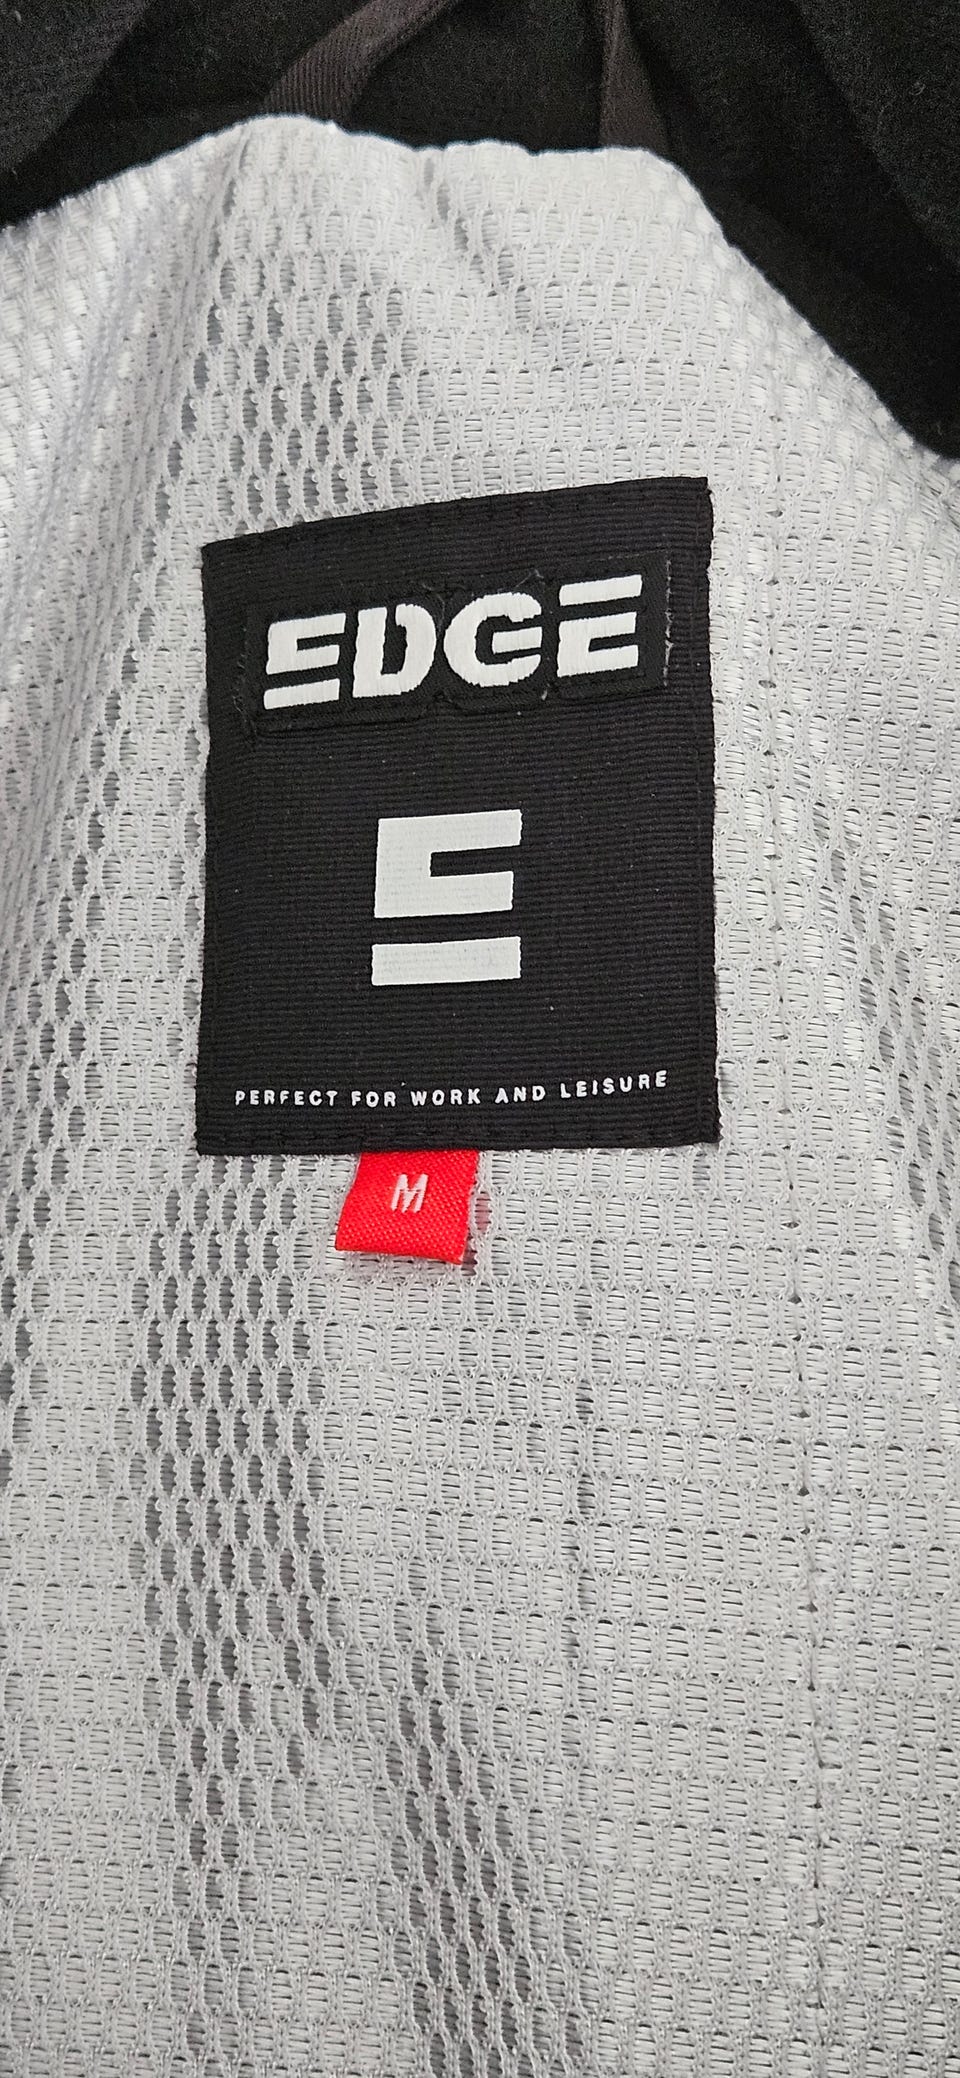 EDGE
E
PERFECT FOR WORK AND LEISURE
M